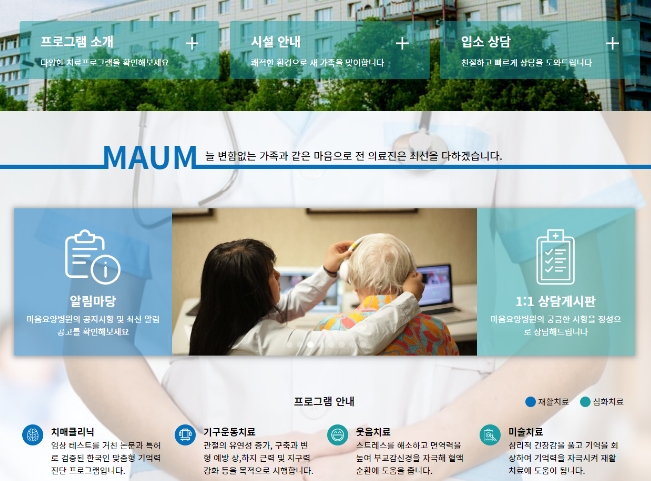 프로그램 소개
시설 안내
입소 상담
다양한 치료프로그램을 확인해보세요
쾌적한 환경으로 새 가족을 맞이합니다
친절하고 빠르게 상담을 도와드립니다
MAUM 늘 변함없는 가족과 같은 마음으로 전 의료진은 최선을 다하겠습니다.
알림마당
마음요양병원의 공지사항 및 최신 알림
공고를 확인해보세요
1:1 상담게시판
마음요양병원의 궁금한 사항을 정성으
로 상담해드립니다
프로그램 안내
재활치료
심화치료
치매클리닉
임상 테스트를 거친 논문과 특허
로 검증된 한국인 맞춤형 기억력
진단 프로그램입니다.
기구운동치료
관절의 유연성 증가, 구축과 변
형 예방 상,하지 근력 및 지구력
강화 등을 목적으로 시행합니다.
웃음치료
스트레스를 해소하고 면역력을
높여 부교감신경을 자극해 혈액
순환에 도움을 줍니다.
미술치료
심리적 긴장감을 풀고 기억을 회
상하여 기억력을 자극시켜 재활
치료에 도움이 됩니다.